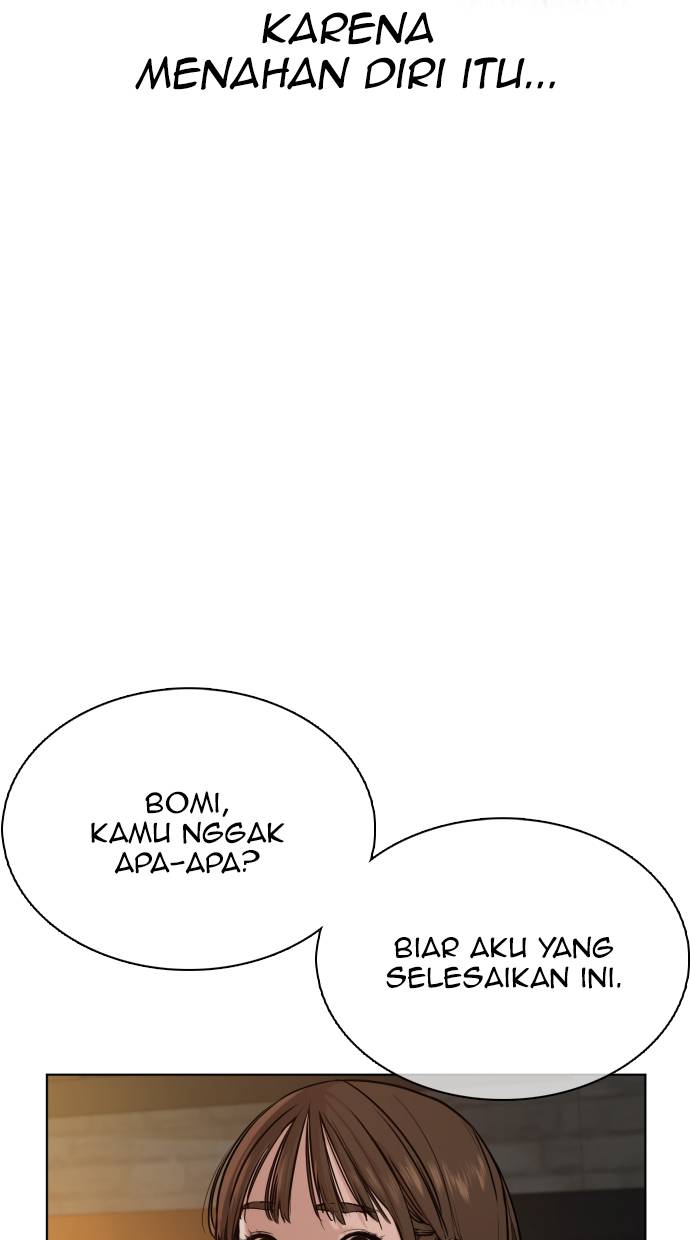 KARENA
MENAHAN DIRI ITU...
BOMI,
KAMU NGGAK
APA-APA?
BIAR AKU YANG
SELESAIKAN INI.